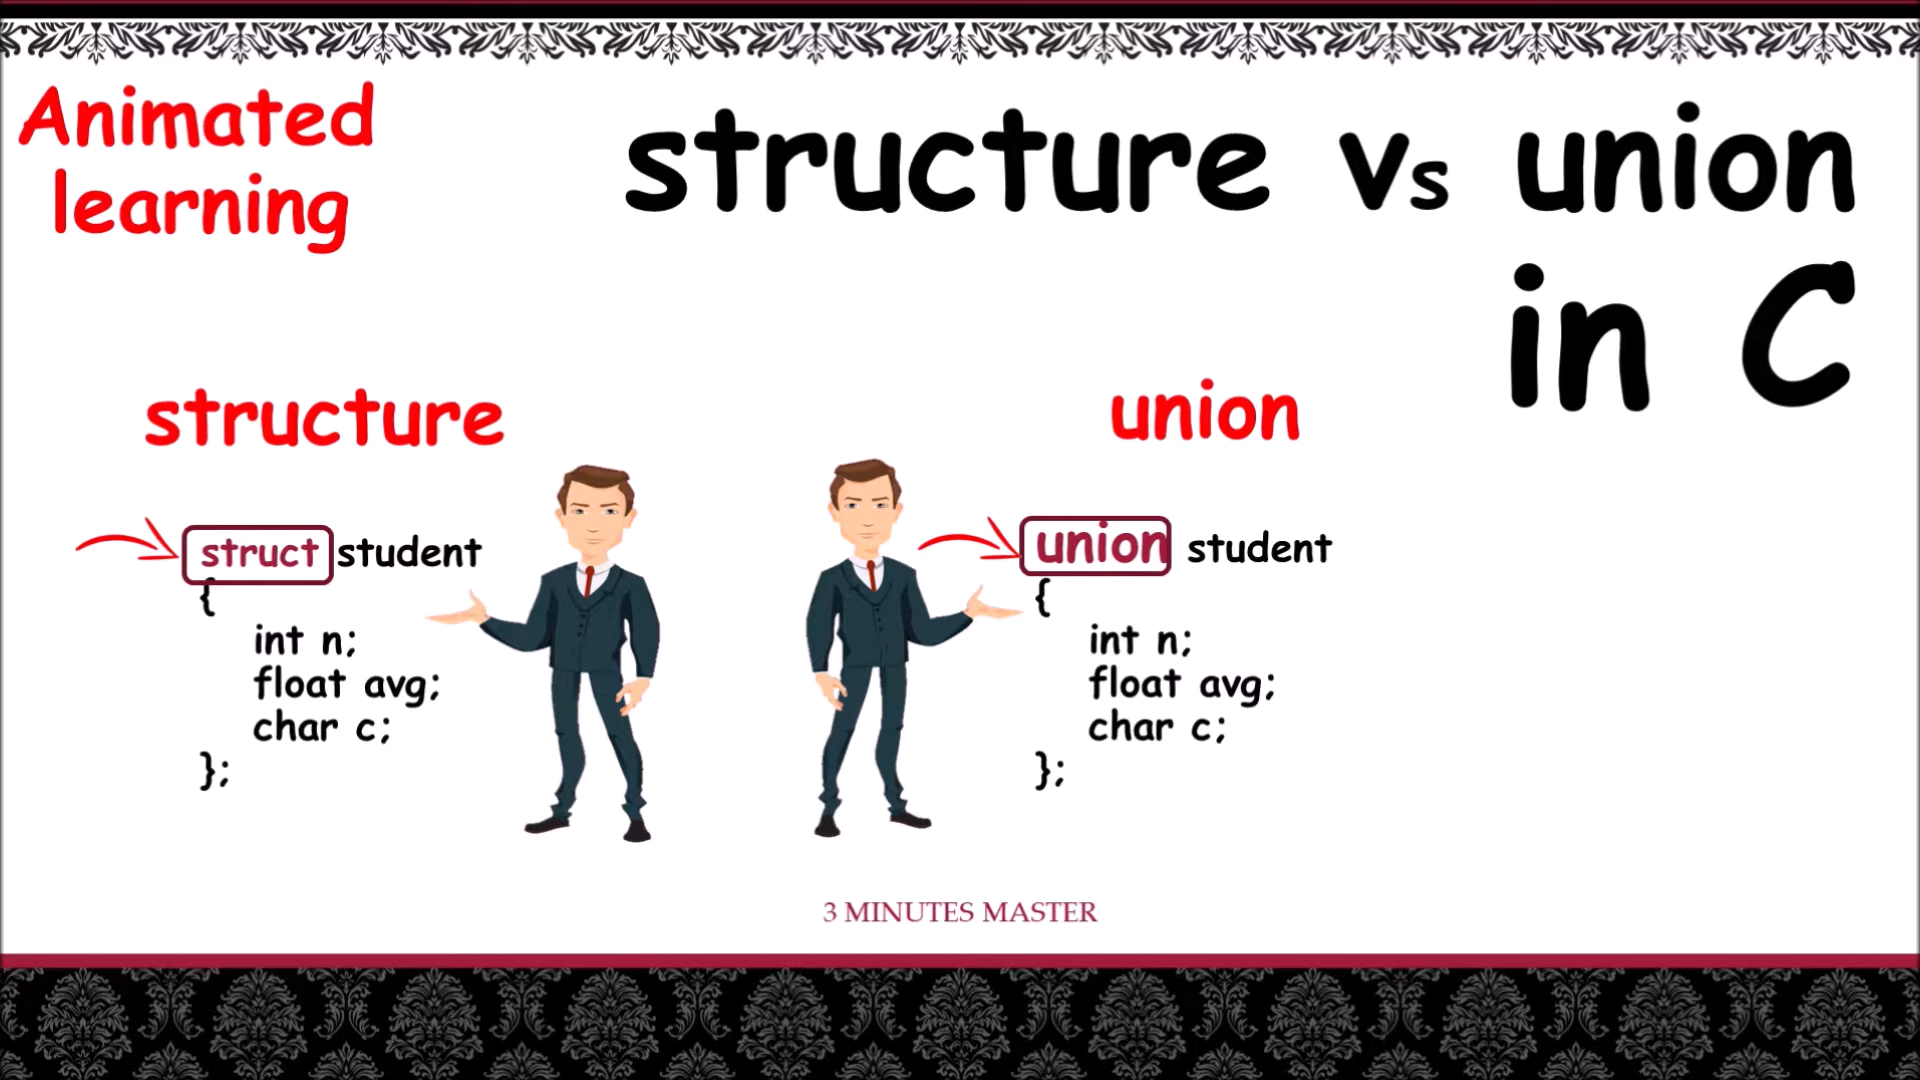 Animated
learning
structure Vs union
in C
structure
struct student
{
int n;
float avg;
char c;
};
union
union student
{
int n;
float avg;
char c;
};
3 MINUTES MASTER